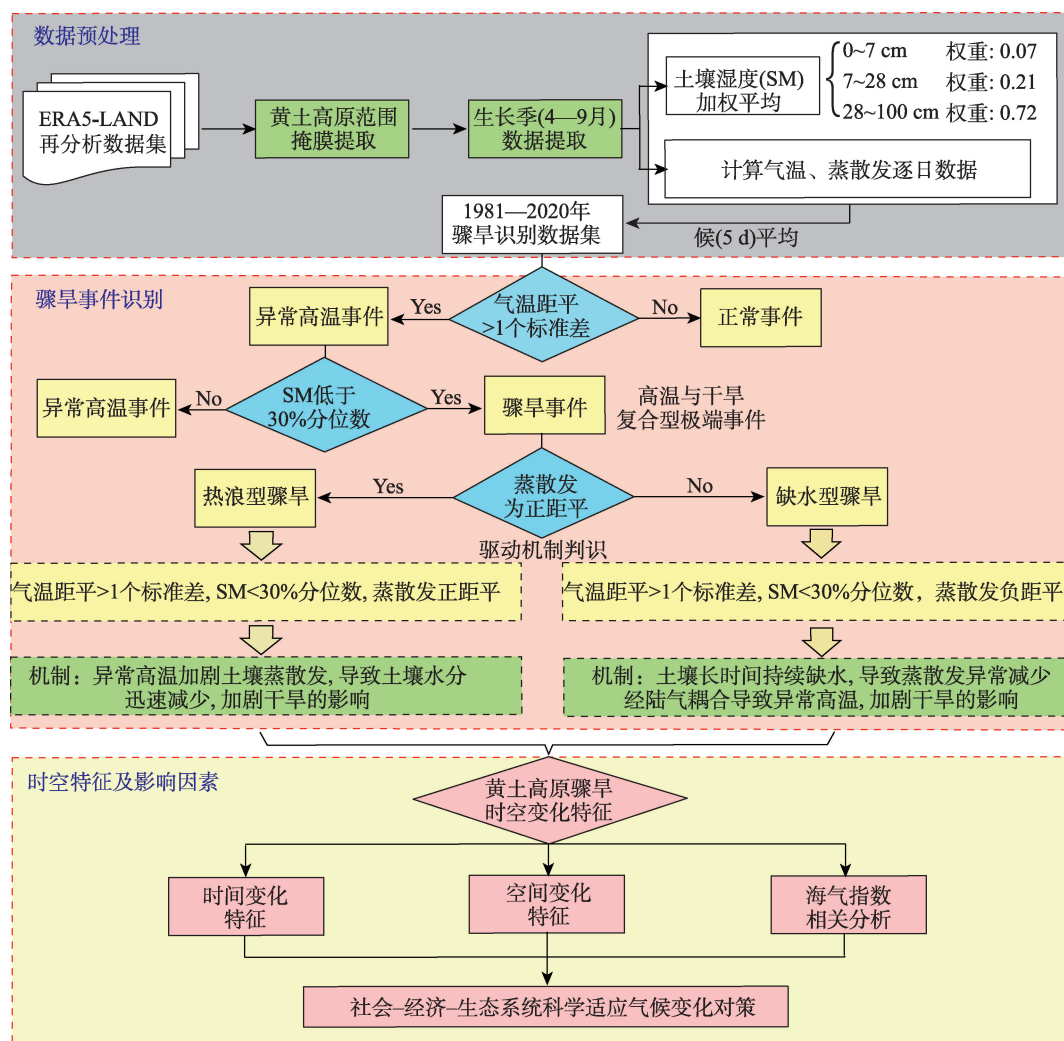 数据预处理
ERA5-LAND
再分析数据集
黄土高原范围
掩膜提取
生长季(4—9月)
数据提取
土壤湿度(SM)
加权平均
0~7 cm 权重: 0.07
7~28 cm 权重: 0.21
28~100 cm 权重: 0.72
计算气温、蒸散发逐日数据
候(5 d)平均
1981—2020年
骤旱识别数据集
骤旱事件识别
气温距平
>1个标准差
Yes
No
异常高温事件
正常事件
SM低于
30%分位数
No
Yes
异常高温事件
骤旱事件
高温与干旱
复合型极端事件
蒸散发
为正距平
Yes
No
热浪型骤旱
缺水型骤旱
驱动机制判识
气温距平>1个标准差, SM<30%分位数, 蒸散发正距平
气温距平>1个标准差, SM<30%分位数，蒸散发负距平
机制：异常高温加剧土壤蒸散发, 导致土壤水分
迅速减少, 加剧干旱的影响
机制：土壤长时间持续缺水, 导致蒸散发异常减少
经陆气耦合导致异常高温, 加剧干旱的影响
时空特征及影响因素
黄土高原骤旱
时空变化特征
时间变化
特征
空间变化
特征
海气指数
相关分析
社会–经济–生态系统科学适应气候变化对策